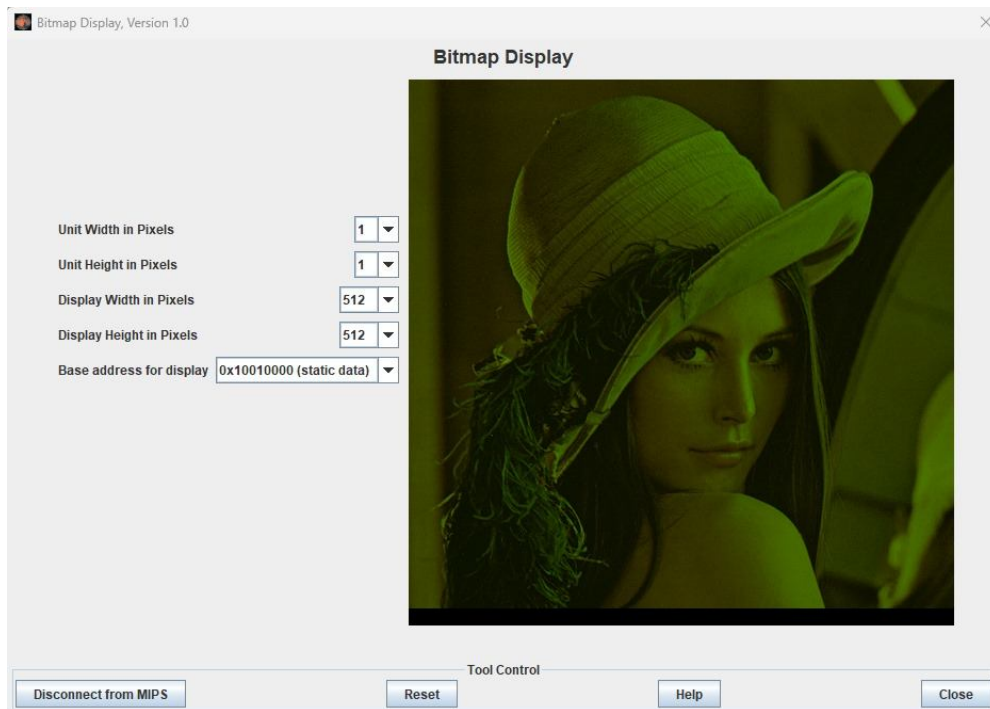 Bitmap Display, Version 1.0
Bitmap Display
Unit Width in Pixels 1
Unit Height in Pixels 1
Display Width in Pixels 512
Display Height in Pixels 512
Base address for display 0x10010000 (static data)
Tool Control
Disconnect from MIPS Reset Help Close